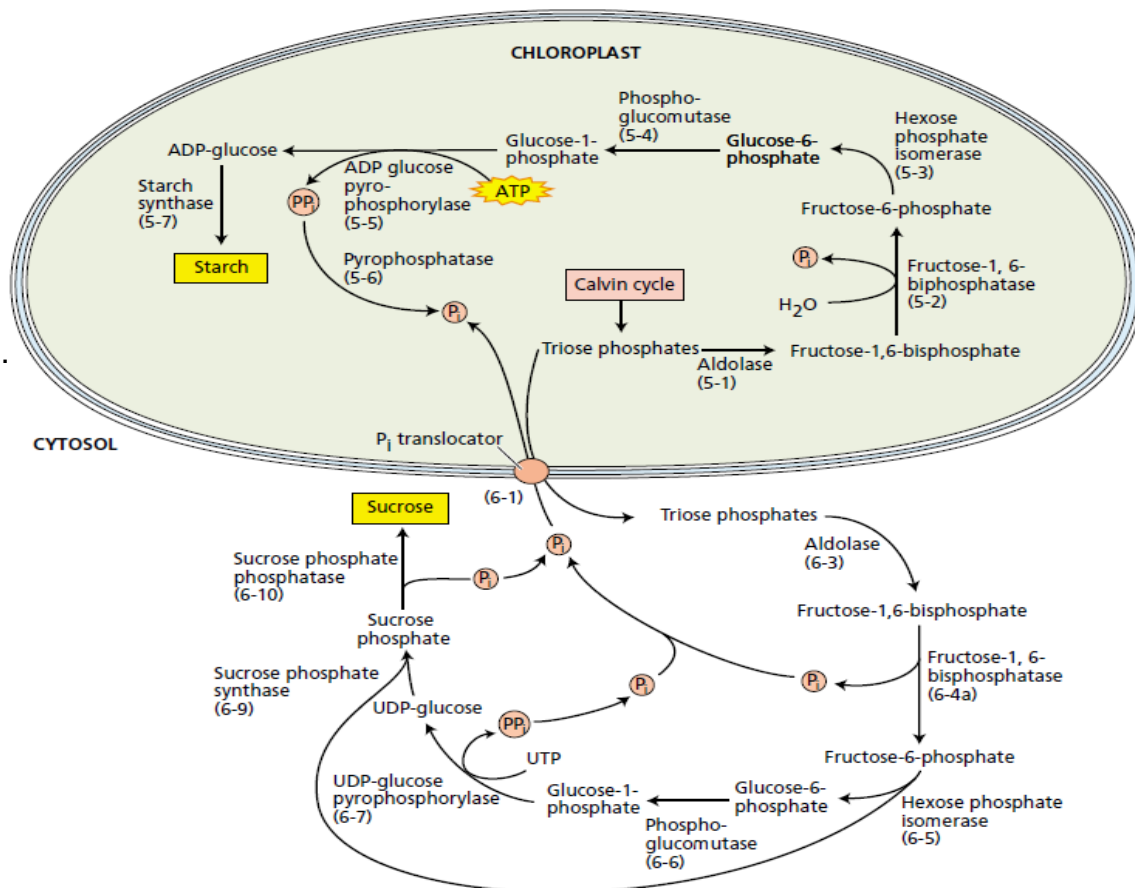 CHLOROPLAST
Phospho-
glucomutase
(5-4)
Hexose
phosphate
isomerase
(5-3)
ADP-glucose
Glucose-1-
phosphate
Glucose-6-
phosphate
Starch
synthase
(5-7)
PPi
ADP glucose
pyro-
phosphorylase
(5-5)
ATP
Fructose-6-phosphate
Starch
Pyrophosphatase
(5-6)
Pi
Calvin cycle
Pi
H2O
Fructose-1, 6-
biphosphatase
(5-2)
Triose phosphates
Aldolase
(5-1)
Fructose-1,6-bisphosphate
CYTOSOL
Pi translocator
(6-1)
Sucrose
Triose phosphates
Aldolase
(6-3)
Pi
Sucrose phosphate
phosphatase
(6-10)
Pi
Fructose-1,6-bisphosphate
Sucrose
phosphate
Fructose-1, 6-
bisphosphatase
(6-4a)
Pi
Pi
Sucrose phosphate
synthase
(6-9)
UDP-glucose
PPi
UTP
Fructose-6-phosphate
UDP-glucose
pyrophosphorylase
(6-7)
Glucose-1-
phosphate
Glucose-6-
phosphate
Hexose phosphate
isomerase
(6-5)
Phospho-
glucomutase
(6-6)